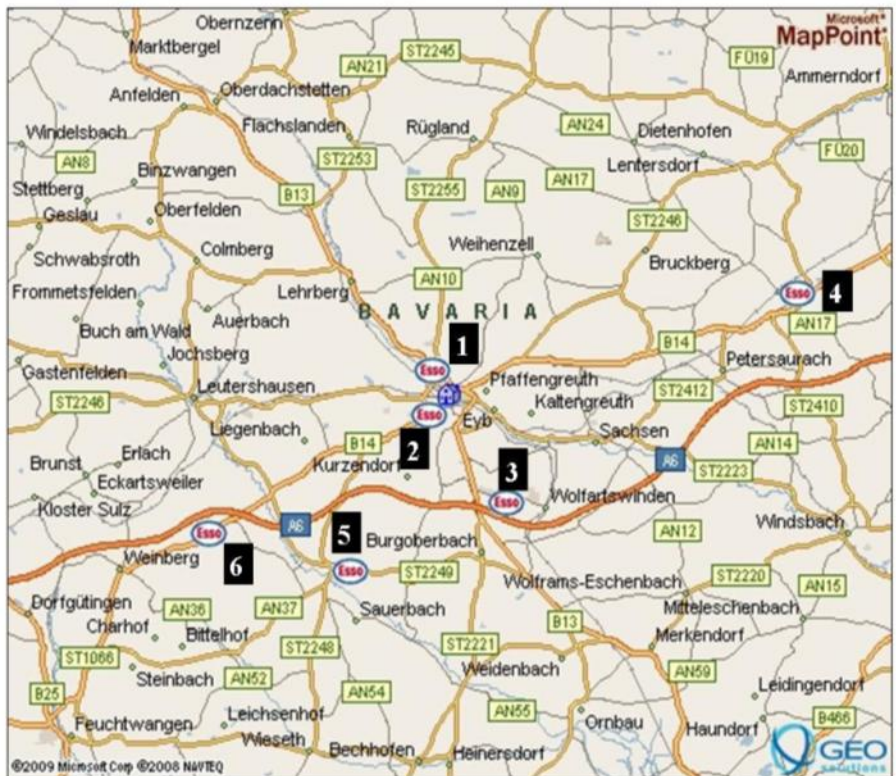 Obernzenn
Microsoft®
MapPoint®
Marktbergel
ST2245
FÜ19
AN21
Ammerndorf
Anfelden
Oberdachstetten
Flachslanden
Rügland
AN24
Dietenhofen
Windelsbach
AN8
ST2253
Lentersdorf
FÜ20
Binzwangen
AN17
Stettberg
B13
ST2255
AN9
Geslau
Oberfelden
ST2246
Schwabsroth
Colmberg
Weihenzell
Bruckberg
Frommetsfelden
Lehrberg
AN10
Esso
4
BAVARIA
Buch am Wald
Auerbach
1
AN17
Jochsberg
B14
Gastenfelden
Esso
Petersaurach
Leutershausen
Pfaffengreuth
ST2412
ST2246
Esso
Eyb
Kaltengreuth
ST2410
Liegenbach
B14
2
Sachsen
AN14
Brunst
Erlach
Kurzendorf
3
A6
ST2223
Eckartsweiler
Kloster Sulz
Esso
Wolfartswinden
A6
5
Windsbach
Esso
6
Burgoberbach
AN12
Weinberg
Esso
ST2249
Wolframs-Eschenbach
ST2220
AN15
Dorfgütingen
AN36
AN37
Sauerbach
Mitteleschenbach
Charhof
Bittelhof
B13
ST1066
ST2248
ST2221
Merkendorf
Steinbach
AN52
Weidenbach
AN59
B25
AN54
Leidingendorf
Leichsenhof
AN55
Feuchtwangen
Ornbau
Haundorf
B466
Wieseth
Bechhofen
Heinersdorf
GEO
solutions
©2009 Microsoft Corp ©2008 NAVTEQ